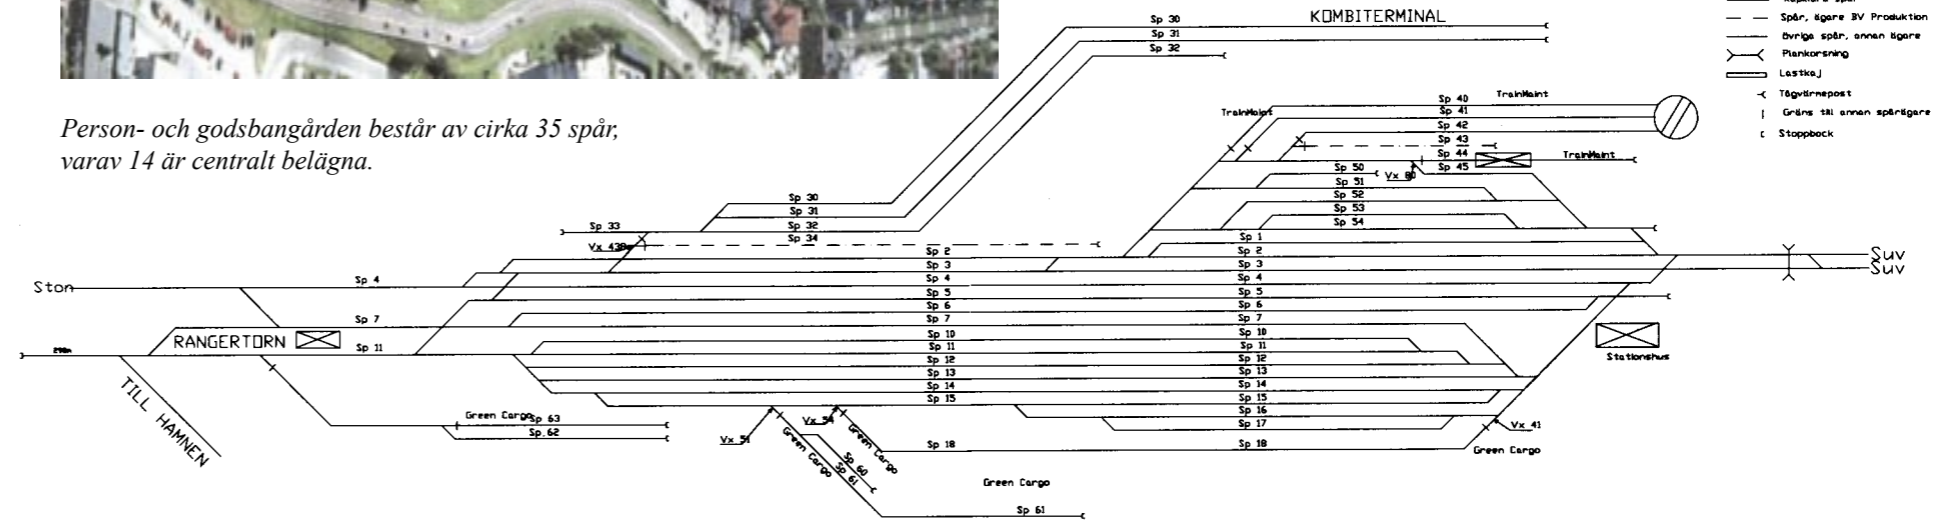 Person- och godsbangården består av cirka 35 spår,
varav 14 är centralt belägna.
KOMBITERMINAL
Sp 30
Sp 31
Sp 32
Spår, ägare BV Produktion
Övriga spår, annan ägare
Plankorsning
Lastkaj
Tågvärmepost
Gräns till annan spårägare
Stoppbock
TrainMaint
Sp 40
TrainMaint
Sp 41
Sp 42
Sp 43
Sp 44
TrainMaint
Sp 45
Vx 80
Sp 50
Sp 51
Sp 52
Sp 53
Sp 54
Sp 30
Sp 31
Sp 32
Sp 33
Sp 34
Sp 1
Sp 2
Sp 2
Sp 3
Sp 3
Sp 4
Sp 4
Sp 4
Sp 5
Sp 5
Sp 6
Sp 6
Sp 7
Sp 7
Sp 7
Suv
Suv
Ston
RANGERTORN
Sp 11
TILL HAMNEN
Sp 10
Sp 10
Sp 11
Sp 11
Sp 12
Sp 12
Sp 13
Sp 13
Sp 14
Sp 14
Sp 15
Sp 15
Sp 16
Sp 17
Sp 18
Sp 18
Stationshus
Green Cargo
Sp 63
Sp 62
Vx 51
Vx 54
Green Cargo
Green Cargo
Sp 60
Sp 61
Green Cargo
Sp 61
Vx 41
Green Cargo